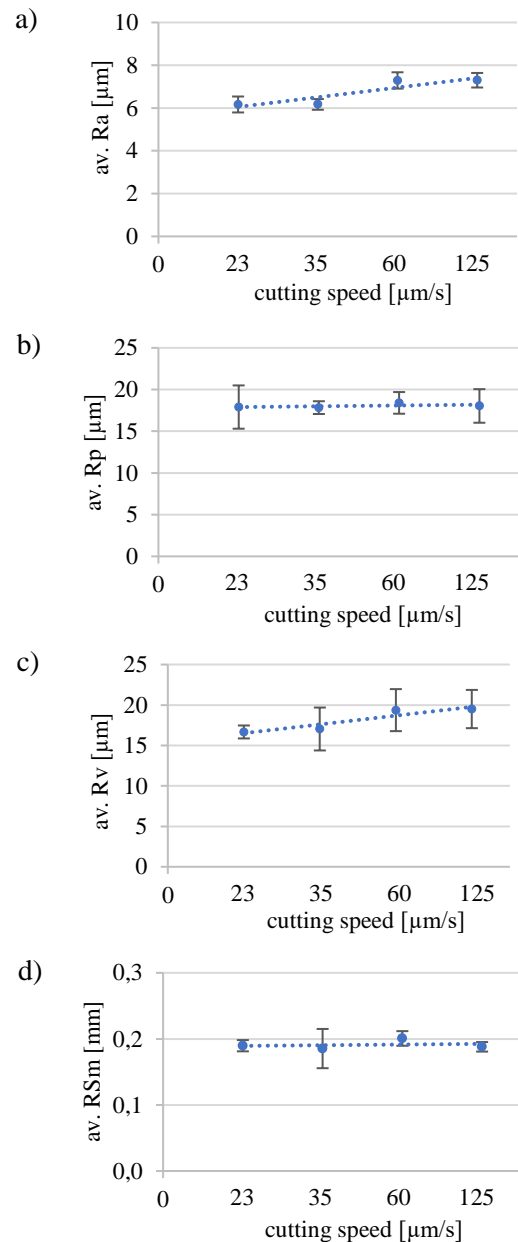 a)
10
8
6
4
2
0
av. Ra [µm]
0 23 35 60 125
cutting speed [µm/s]
b)
25
20
15
10
5
0
av. Rp [µm]
0 23 35 60 125
cutting speed [µm/s]
c)
25
20
15
10
5
0
av. Rv [µm]
0 23 35 60 125
cutting speed [µm/s]
d)
0,3
0,2
0,1
0,0
av. RSm [mm]
0 23 35 60 125
cutting speed [µm/s]